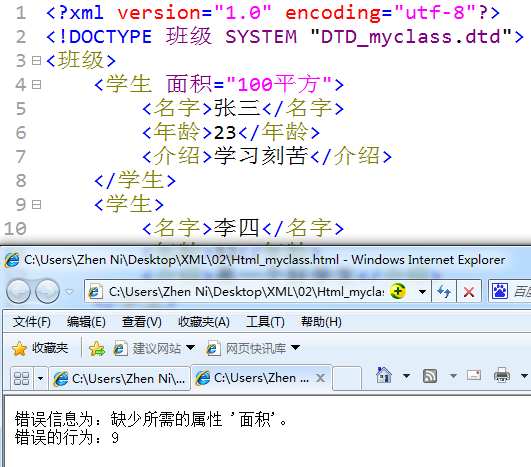 1 <?xml version="1.0" encoding="utf-8"?>
2 <!DOCTYPE 班级 SYSTEM "DTD_myclass.dtd">
3 <班级>
4 <学生 面积="100平方">
5 <名字>张三</名字>
6 <年龄>23</年龄>
7 <介绍>学习刻苦</介绍>
8 </学生>
9 <学生>
10 <名字>李四</名字>
C:\Users\Zhen Ni\Desktop\XML\02\Html_myclass.html - Windows Internet Explorer
C:\Users\Zhen Ni\Desktop\XML\02\Html_mycla:
文件(F) 编辑(E) 查看(V) 收藏夹(A) 工具(T) 帮助(H)
收藏夹 建议网站 网页快讯库
C:\Users\Zhen Ni\... C:\Users\Zhen ...
错误信息为：缺少所需的属性 '面积'。
错误的行为：9